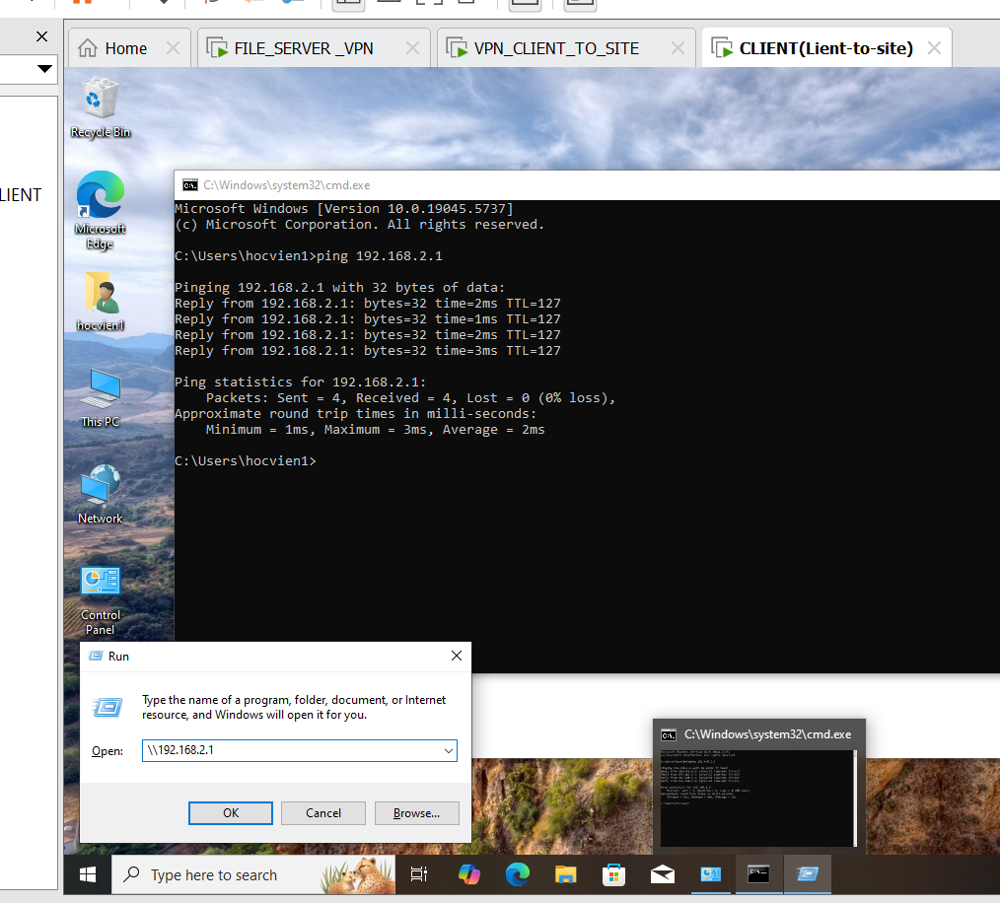 Home
FILE_SERVER _VPN
VPN_CLIENT_TO_SITE
CLIENT(Lient-to-site)
LIENT
Recycle Bin
Microsoft
Edge
hocvien1
This PC
Network
Control
Panel
C:\Windows\system32\cmd.exe
Microsoft Windows [Version 10.0.19045.5737]
(c) Microsoft Corporation. All rights reserved.
C:\Users\hocvien1>ping 192.168.2.1
Pinging 192.168.2.1 with 32 bytes of data:
Reply from 192.168.2.1: bytes=32 time=2ms TTL=127
Reply from 192.168.2.1: bytes=32 time=1ms TTL=127
Reply from 192.168.2.1: bytes=32 time=2ms TTL=127
Reply from 192.168.2.1: bytes=32 time=3ms TTL=127
Ping statistics for 192.168.2.1:
Packets: Sent = 4, Received = 4, Lost = 0 (0% loss),
Approximate round trip times in milli-seconds:
Minimum = 1ms, Maximum = 3ms, Average = 2ms
C:\Users\hocvien1>
Run
Type the name of a program, folder, document, or Internet
resource, and Windows will open it for you.
Open:
\\192.168.2.1
OK
Cancel
Browse...
C:\Windows\system32\cmd.exe
Type here to search